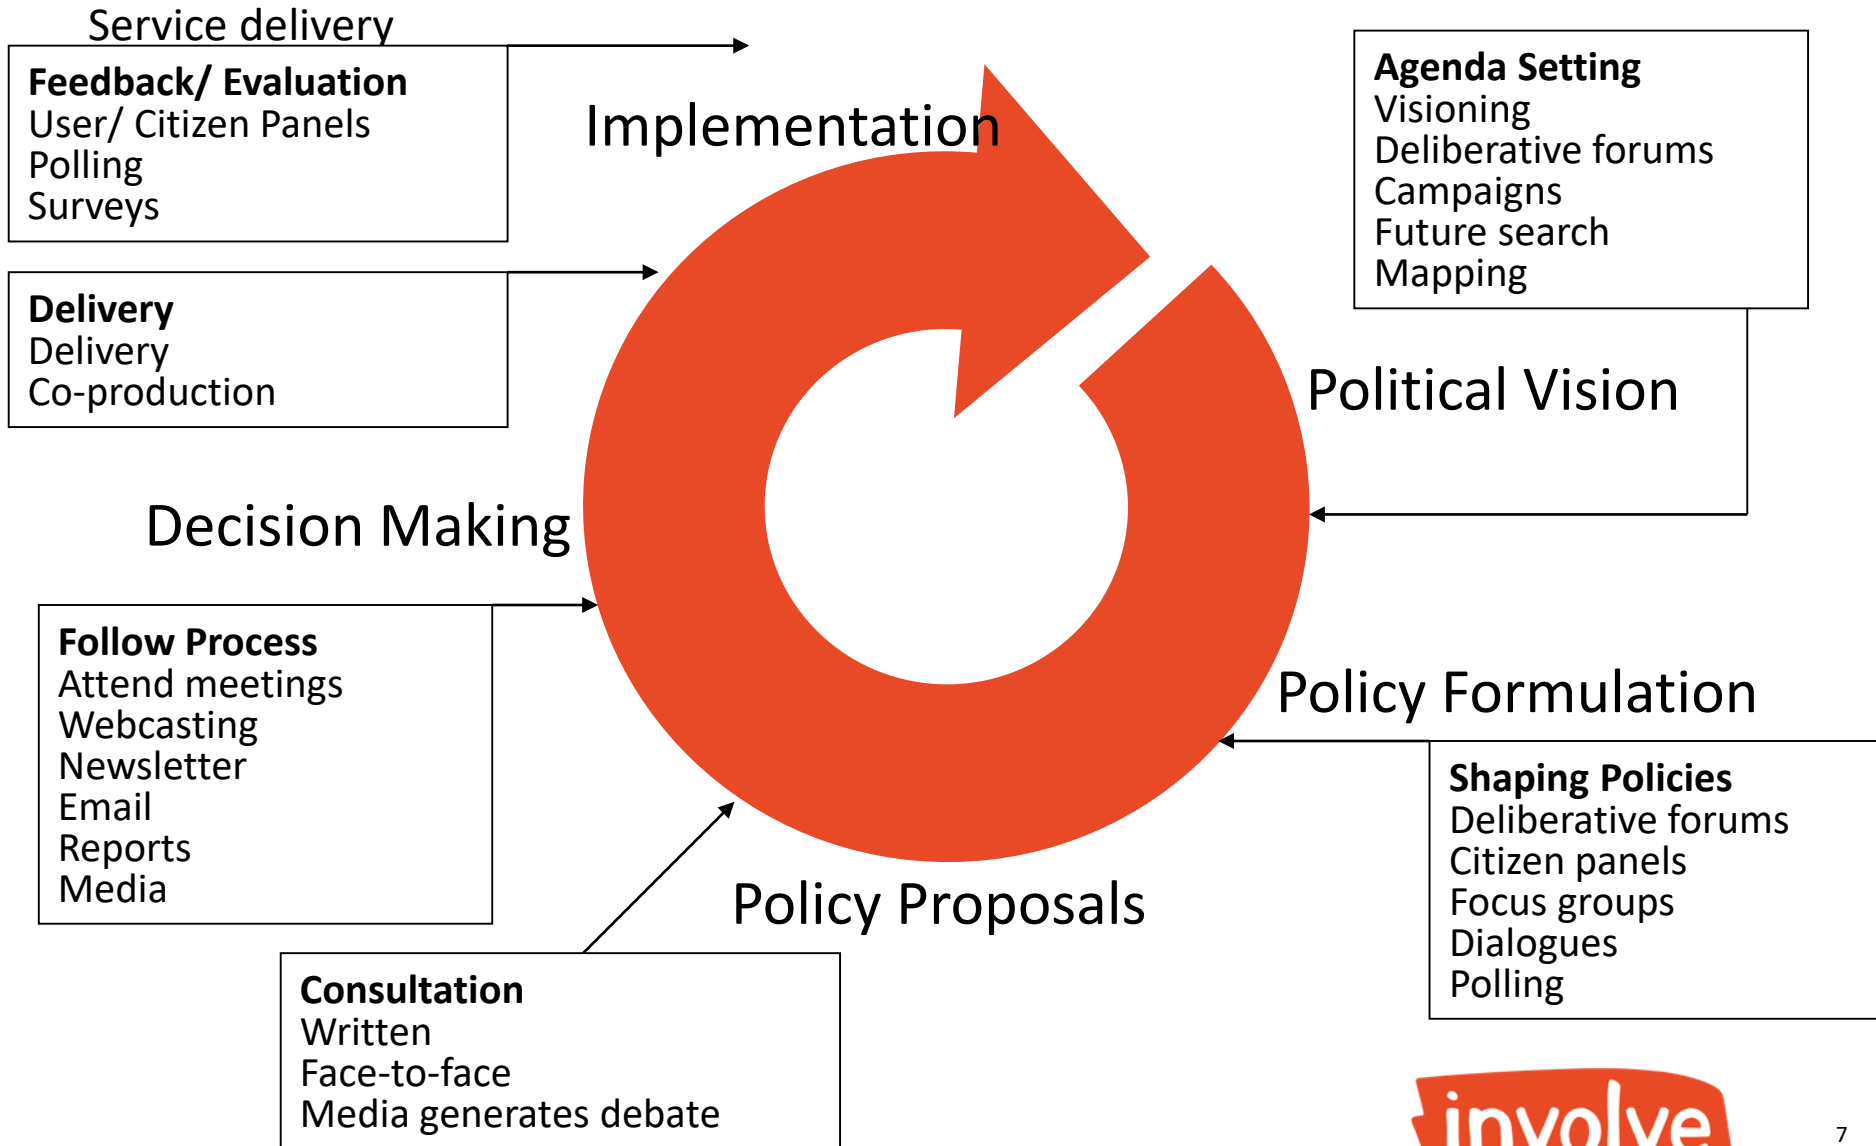 Service delivery
Feedback/ Evaluation
User/ Citizen Panels
Polling
Surveys
Implementation
Agenda Setting
Visioning
Deliberative forums
Campaigns
Future search
Mapping
Delivery
Delivery
Co-production
Political Vision
Decision Making
Follow Process
Attend meetings
Webcasting
Newsletter
Email
Reports
Media
Policy Formulation
Shaping Policies
Deliberative forums
Citizen panels
Focus groups
Dialogues
Polling
Policy Proposals
Consultation
Written
Face-to-face
Media generates debate
involve
7